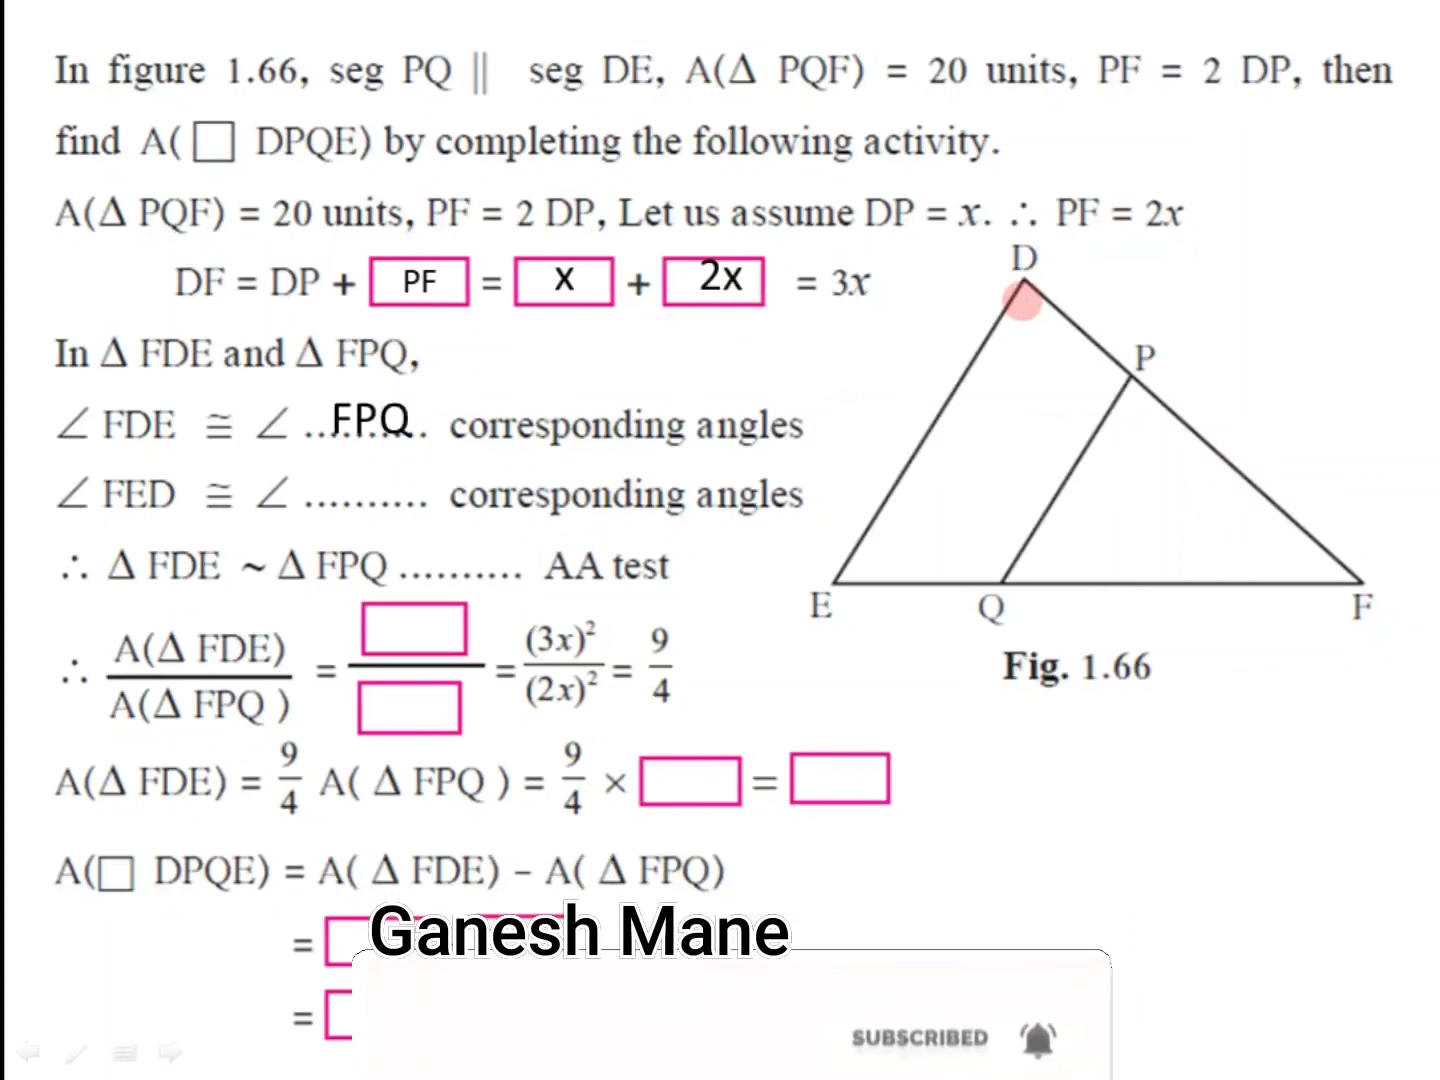 In figure 1.66, seg PQ || seg DE, A(Δ PQF) = 20 units, PF = 2 DP, then
find A(□ DPQE) by completing the following activity.
A(Δ PQF) = 20 units, PF = 2 DP, Let us assume DP = x. ∴ PF = 2x
DF = DP + PF = x + 2x = 3x
In Δ FDE and Δ FPQ,
∠ FDE ≅ ∠ ..FPQ. corresponding angles
∠ FED ≅ ∠ .......... corresponding angles
∴ Δ FDE ~ Δ FPQ .......... AA test
∴ A(Δ FDE) / A(Δ FPQ ) = □ / □ = (3x)² / (2x)² = 9/4
A(Δ FDE) = 9/4 A( Δ FPQ ) = 9/4 × □ = □
A(□ DPQE) = A( Δ FDE) − A( Δ FPQ)
= □
= □
D
P
E
Q
F
Fig. 1.66
Ganesh Mane
SUBSCRIBED